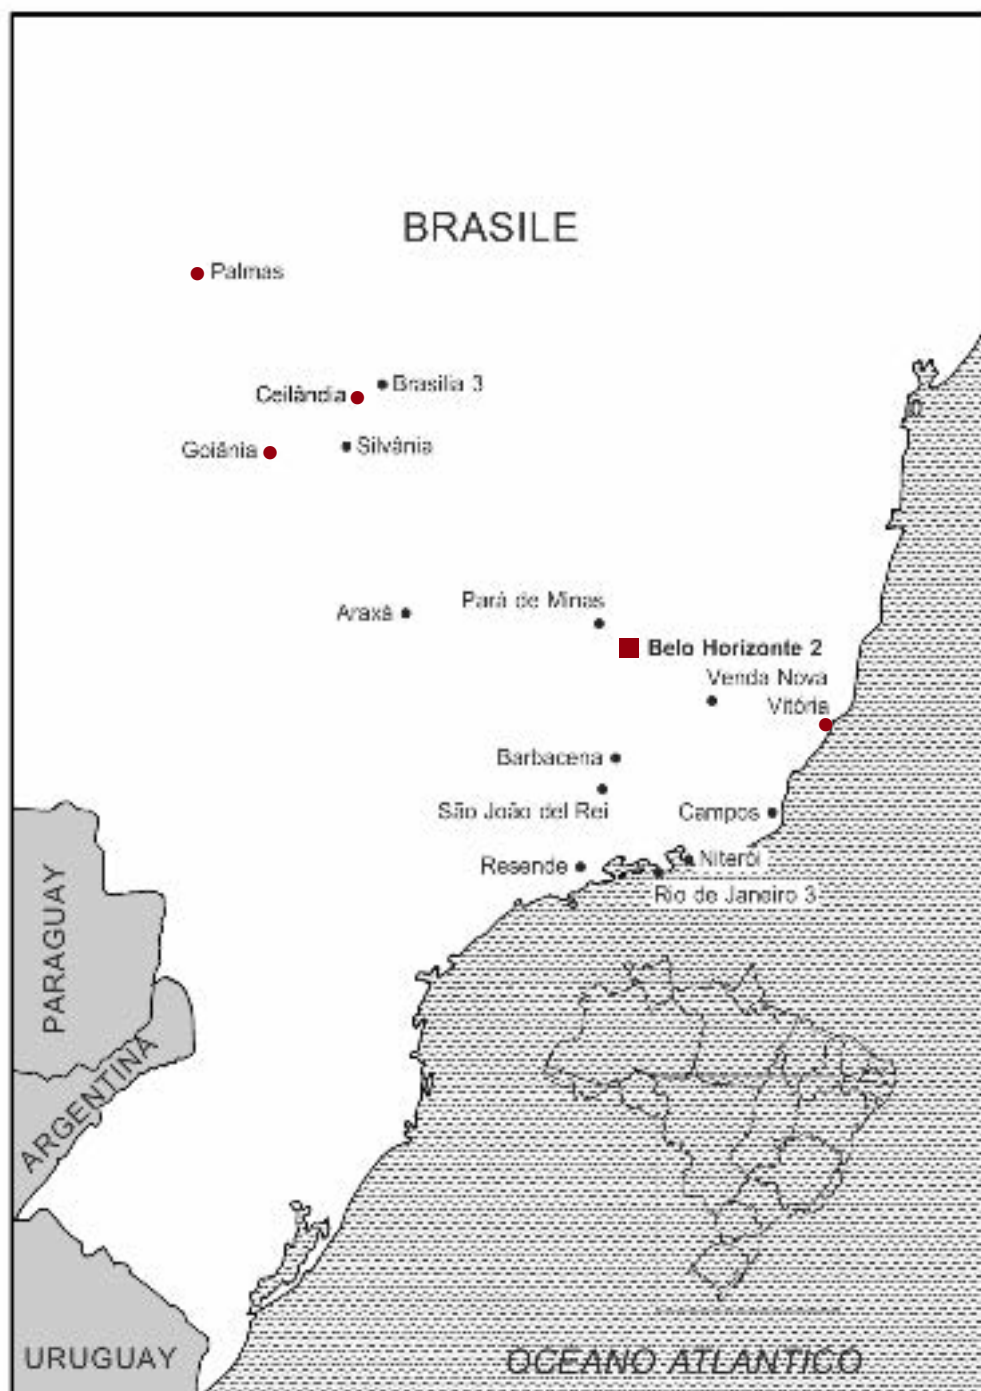 BRASILE
Palmas
Brasilia 3
Ceilândia
Goiânia
Silvânia
Pará de Minas
Araxà
Belo Horizonte 2
Venda Nova
Vitória
Barbacena
São João del Rei
Campos
Niterói
Resende
Rio de Janeiro 3
PARAGUAY
ARGENTINA
URUGUAY
OCEANO ATLANTICO